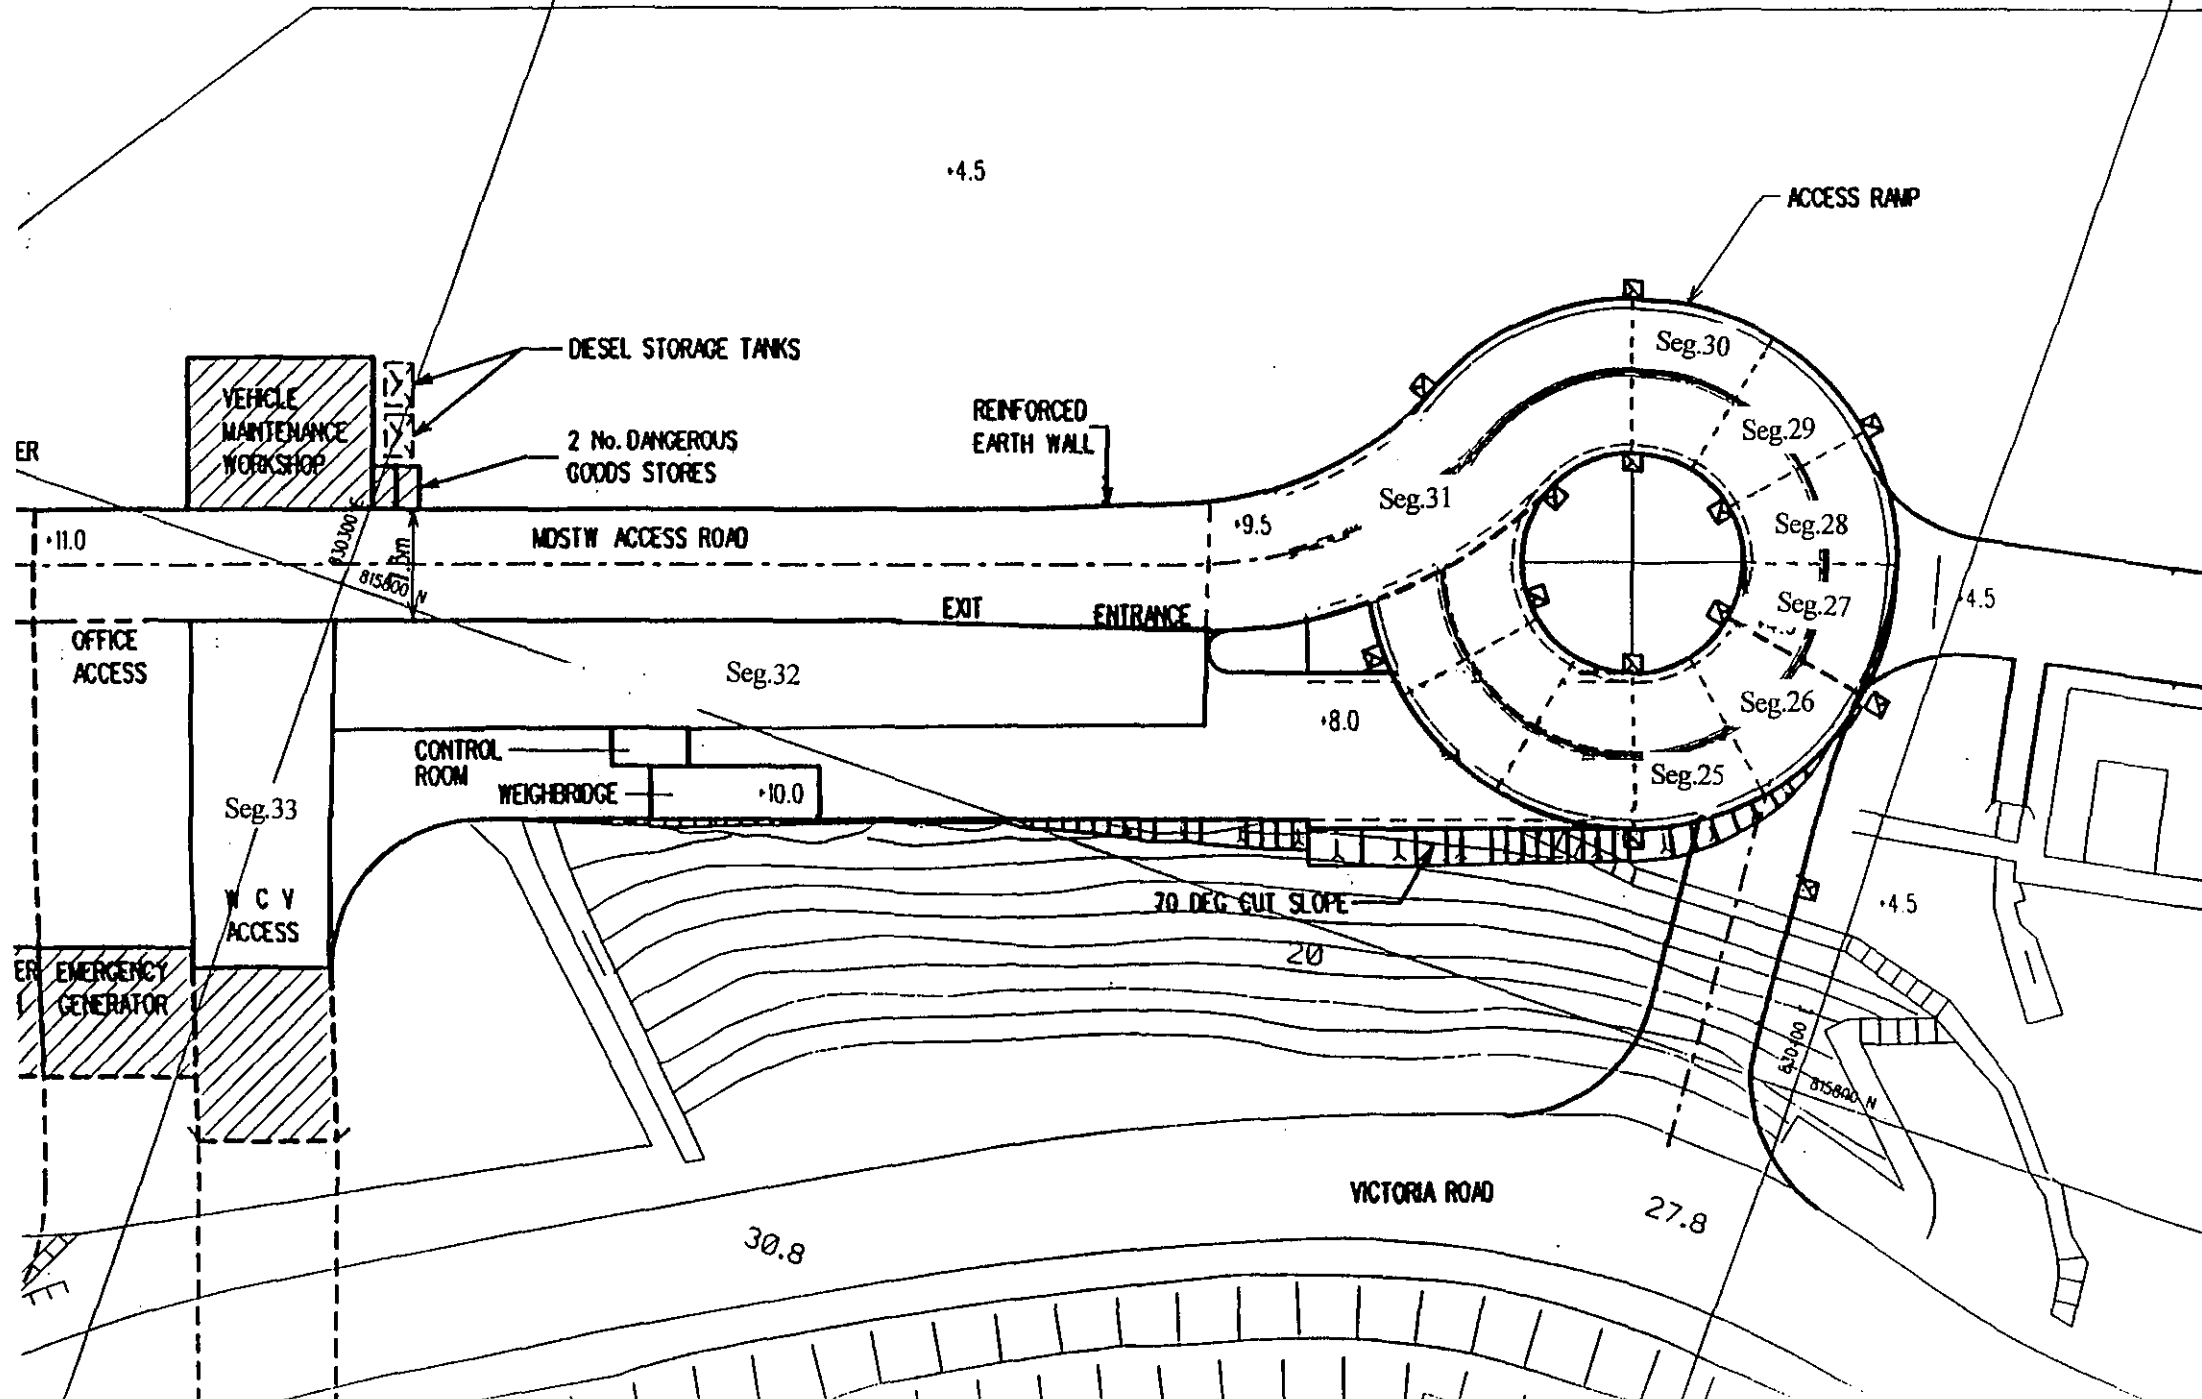 +4.5
ACCESS RAMP
Seg.30
DIESEL STORAGE TANKS
VEHICLE
MAINTENANCE
WORKSHOP
2 No. DANGEROUS
GOODS STORES
REINFORCED
EARTH WALL
ER
Seg.29
Seg.31
Seg.28
+9.5
+11.0
MDSTW ACCESS ROAD
830300 E
815800 N
EXIT
ENTRANCE
Seg.27
+4.5
OFFICE
ACCESS
Seg.32
Seg.26
+8.0
CONTROL
ROOM
Seg.25
WEIGHBRIDGE
+10.0
Seg.33
W C V
ACCESS
70 DEG CUT SLOPE
+4.5
20
ER
EMERGENCY
GENERATOR
815800 N
VICTORIA ROAD
27.8
30.8